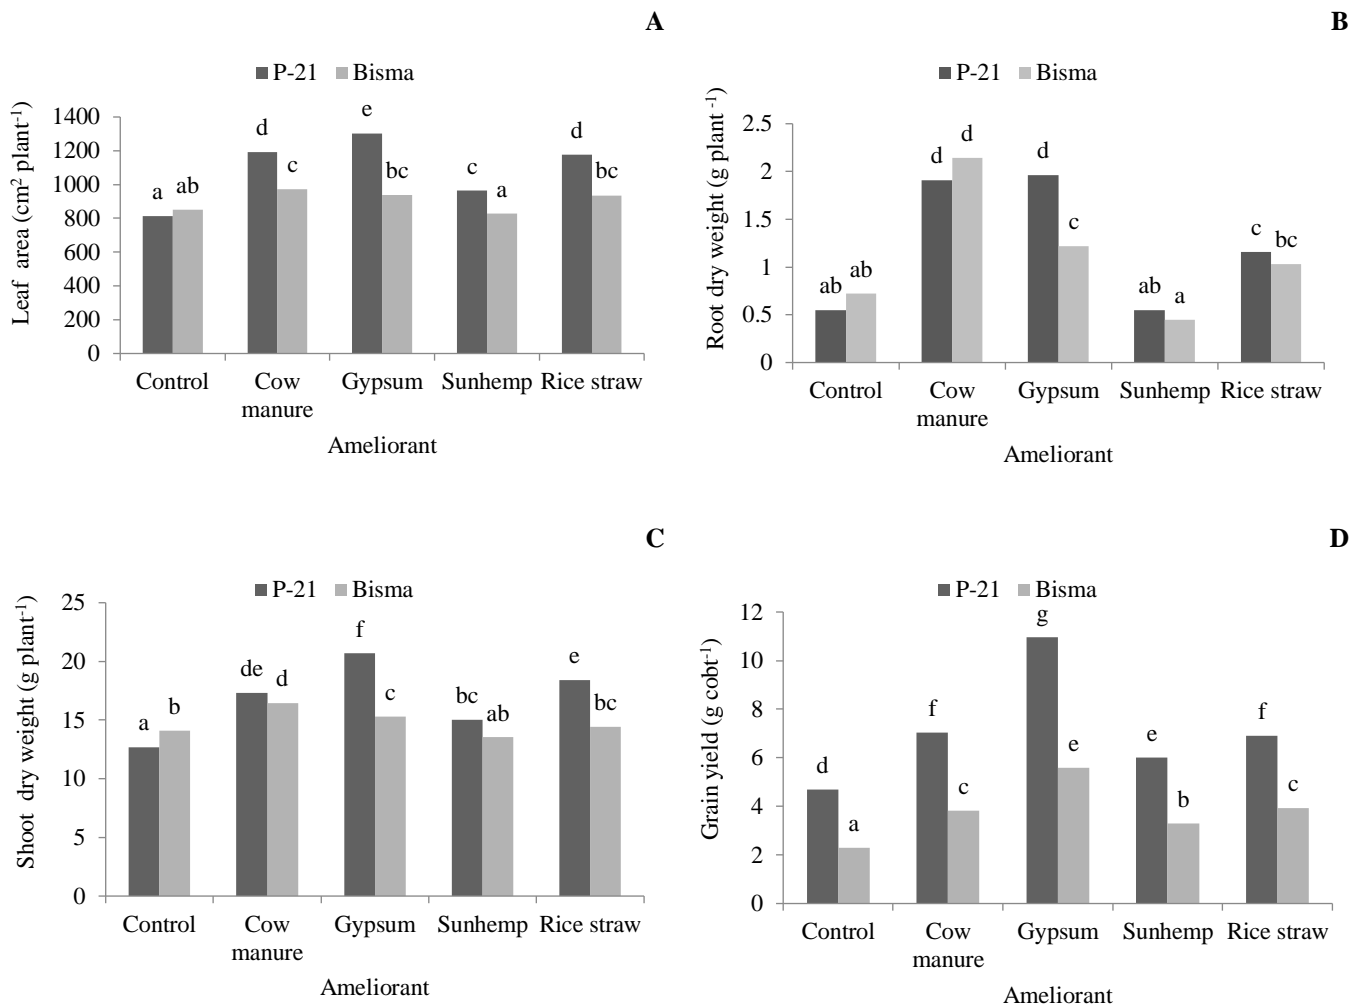 A
P-21 Bisma
Leaf area (cm² plant⁻¹)
1400
1200
1000
800
600
400
200
0
a ab d c e bc c a d bc
Control Cow manure Gypsum Sunhemp Rice straw
Ameliorant
B
P-21 Bisma
Root dry weight (g plant ⁻¹)
2.5
2
1.5
1
0.5
0
ab ab d d d c ab a c bc
Control Cow manure Gypsum Sunhemp Rice straw
Ameliorant
C
P-21 Bisma
Shoot dry weight (g plant⁻¹)
25
20
15
10
5
0
a b de d f c bc ab e bc
Control Cow manure Gypsum Sunhemp Rice straw
Ameliorant
D
P-21 Bisma
Grain yield (g cobt⁻¹)
12
10
8
6
4
2
0
d a f c g e e b f c
Control Cow manure Gypsum Sunhemp Rice straw
Ameliorant